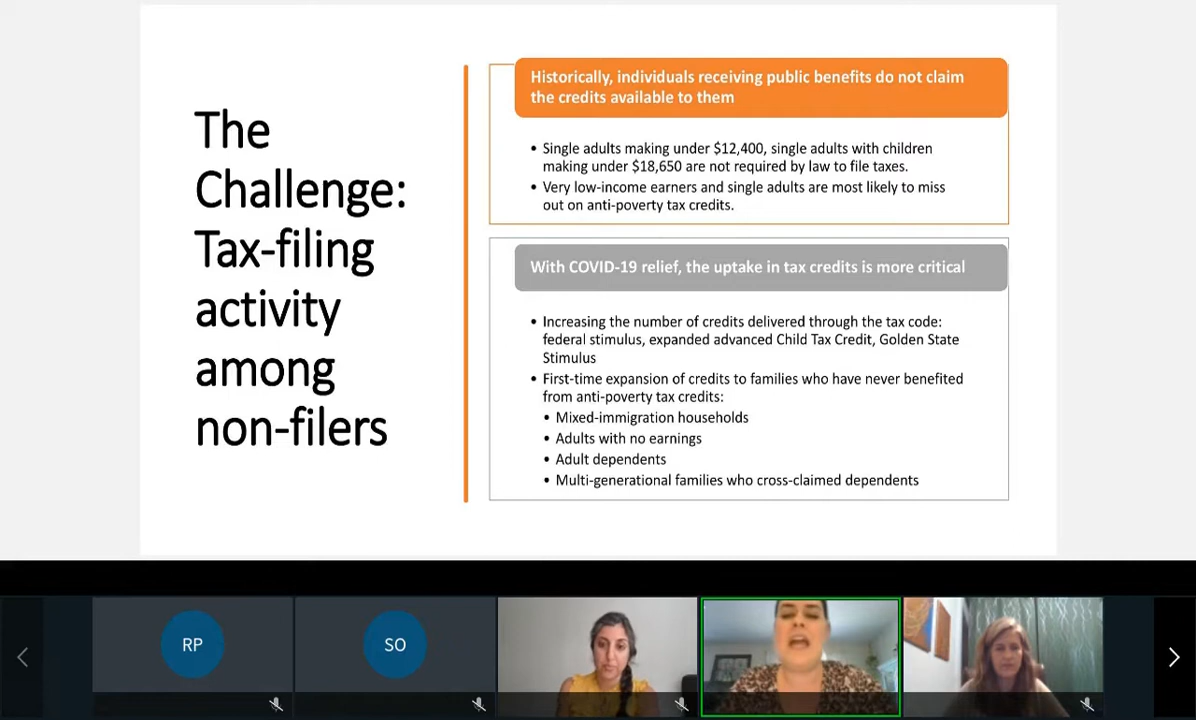 The
Challenge:
Tax-filing
activity
among
non-filers
Historically, individuals receiving public benefits do not claim
the credits available to them
• Single adults making under $12,400, single adults with children
making under $18,650 are not required by law to file taxes.
• Very low-income earners and single adults are most likely to miss
out on anti-poverty tax credits.
With COVID-19 relief, the uptake in tax credits is more critical
• Increasing the number of credits delivered through the tax code:
federal stimulus, expanded advanced Child Tax Credit, Golden State
Stimulus
• First-time expansion of credits to families who have never benefited
from anti-poverty tax credits:
• Mixed-immigration households
• Adults with no earnings
• Adult dependents
• Multi-generational families who cross-claimed dependents
RP
SO